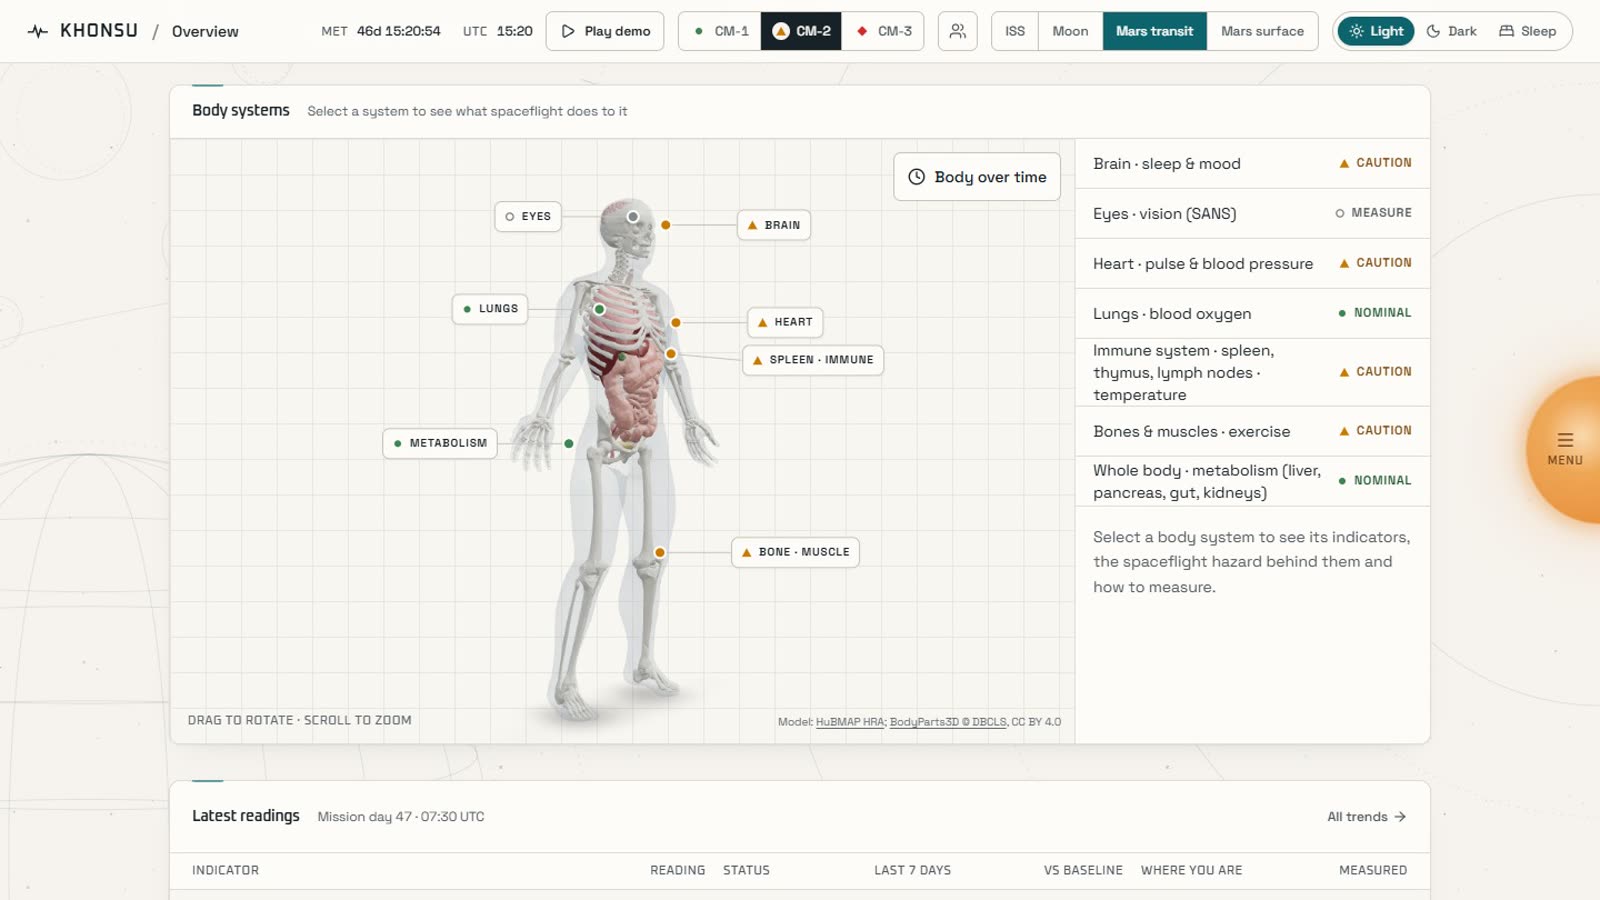 KHONSU / Overview
MET 46d 15:20:54 UTC 15:20 Play demo CM-1 CM-2 CM-3 ISS Moon Mars transit Mars surface Light Dark Sleep
Body systems Select a system to see what spaceflight does to it
Body over time
EYES
BRAIN
LUNGS
HEART
SPLEEN · IMMUNE
METABOLISM
BONE · MUSCLE
DRAG TO ROTATE · SCROLL TO ZOOM
Model: HuBMAP HRA; BodyParts3D © DBCLS, CC BY 4.0
Brain · sleep & mood CAUTION
Eyes · vision (SANS) MEASURE
Heart · pulse & blood pressure CAUTION
Lungs · blood oxygen NOMINAL
Immune system · spleen,
thymus, lymph nodes · CAUTION
temperature
Bones & muscles · exercise CAUTION
Whole body · metabolism (liver,
pancreas, gut, kidneys) NOMINAL
Select a body system to see its indicators,
the spaceflight hazard behind them and
how to measure.
MENU
Latest readings Mission day 47 · 07:30 UTC All trends →
INDICATOR READING STATUS LAST 7 DAYS VS BASELINE WHERE YOU ARE MEASURED